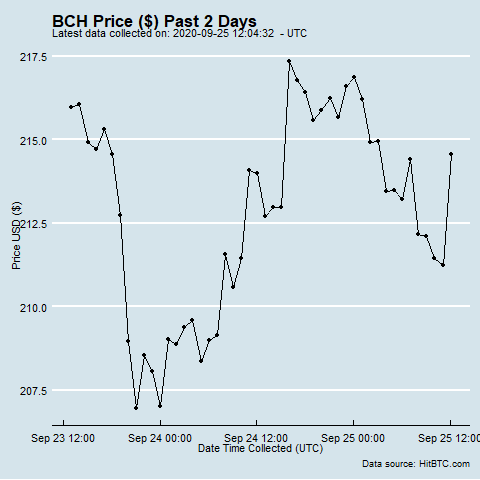 BCH Price ($) Past 2 Days
Latest data collected on: 2020-09-25 12:04:32 - UTC
217.5
215.0
212.5
210.0
207.5
Price USD ($)
Sep 23 12:00 Sep 24 00:00 Sep 24 12:00 Sep 25 00:00 Sep 25 12:00
Date Time Collected (UTC)
Data source: HitBTC.com